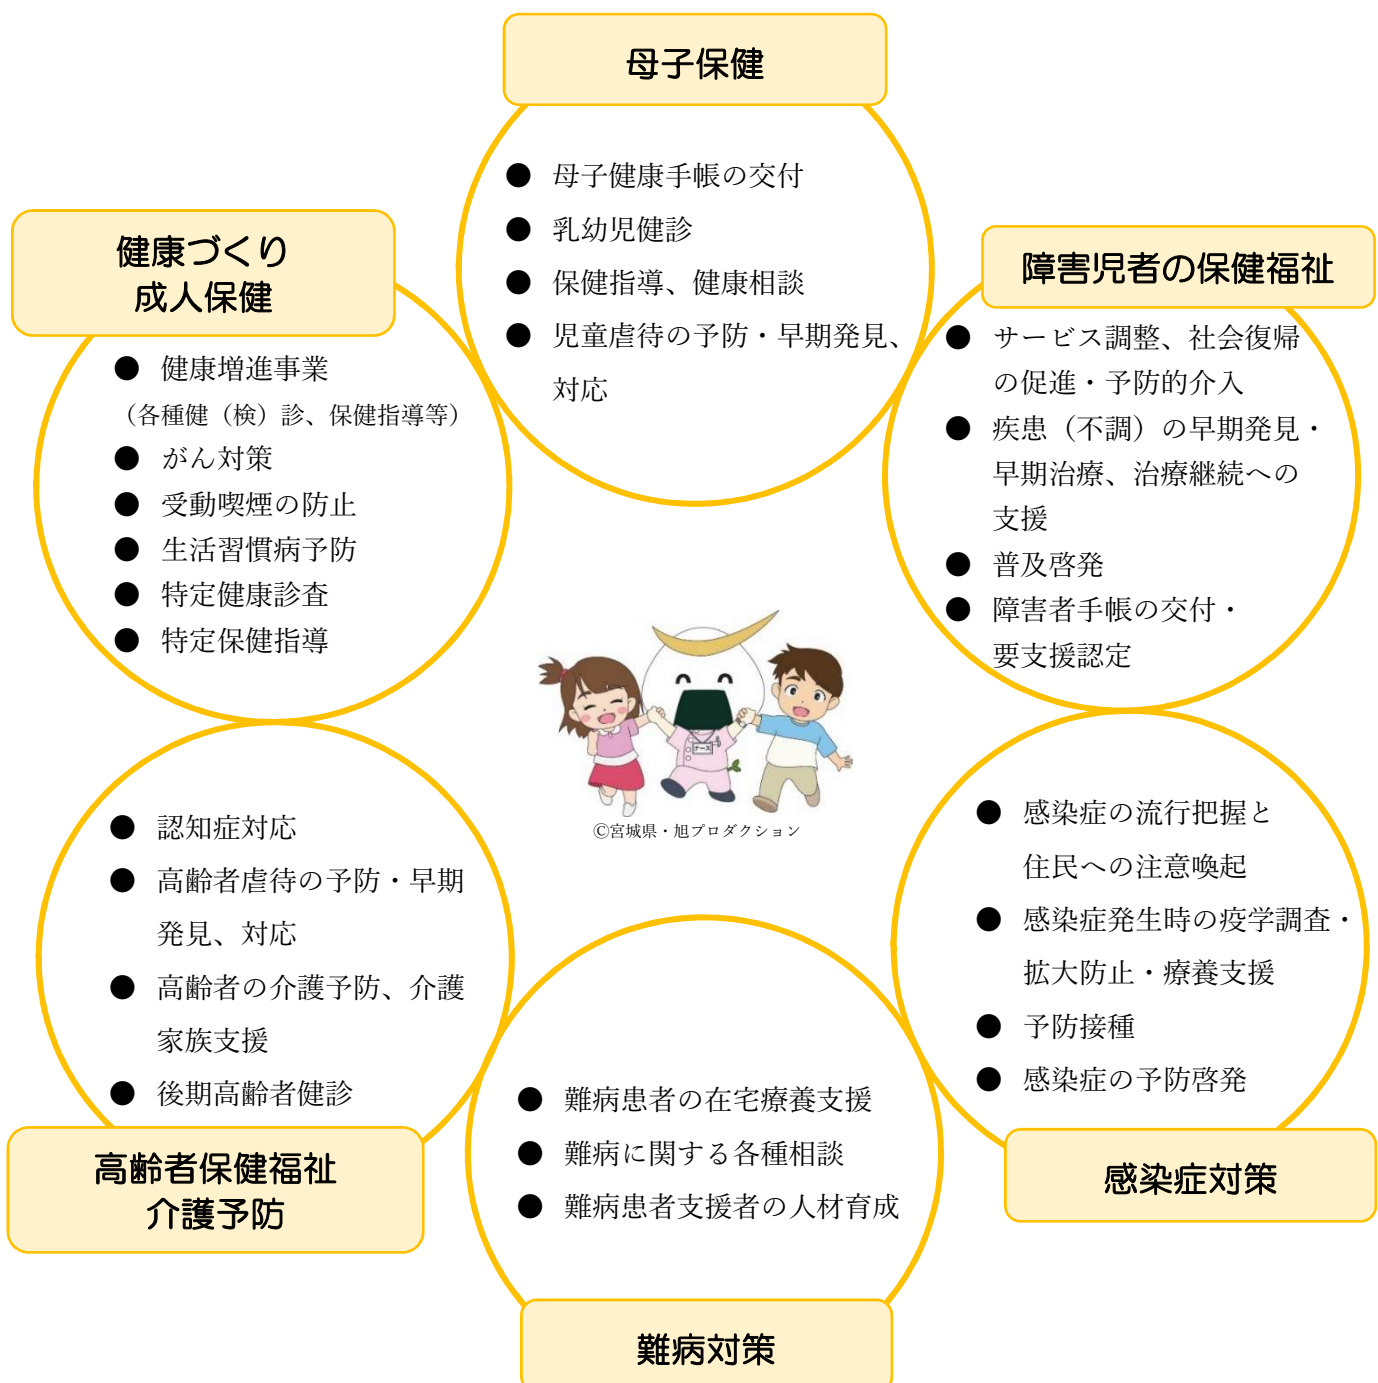 母子保健
● 母子健康手帳の交付
● 乳幼児健診
● 保健指導、健康相談
● 児童虐待の予防・早期発見、
対応
健康づくり
成人保健
● 健康増進事業
（各種健（検）診、保健指導等）
● がん対策
● 受動喫煙の防止
● 生活習慣病予防
● 特定健康診査
● 特定保健指導
障害児者の保健福祉
● サービス調整、社会復帰
の促進・予防的介入
● 疾患（不調）の早期発見・
早期治療、治療継続への
支援
● 普及啓発
● 障害者手帳の交付・
要支援認定
ナース
©宮城県・旭プロダクション
● 認知症対応
● 高齢者虐待の予防・早期
発見、対応
● 高齢者の介護予防、介護
家族支援
● 後期高齢者健診
高齢者保健福祉
介護予防
● 感染症の流行把握と
住民への注意喚起
● 感染症発生時の疫学調査・
拡大防止・療養支援
● 予防接種
● 感染症の予防啓発
感染症対策
● 難病患者の在宅療養支援
● 難病に関する各種相談
● 難病患者支援者の人材育成
難病対策